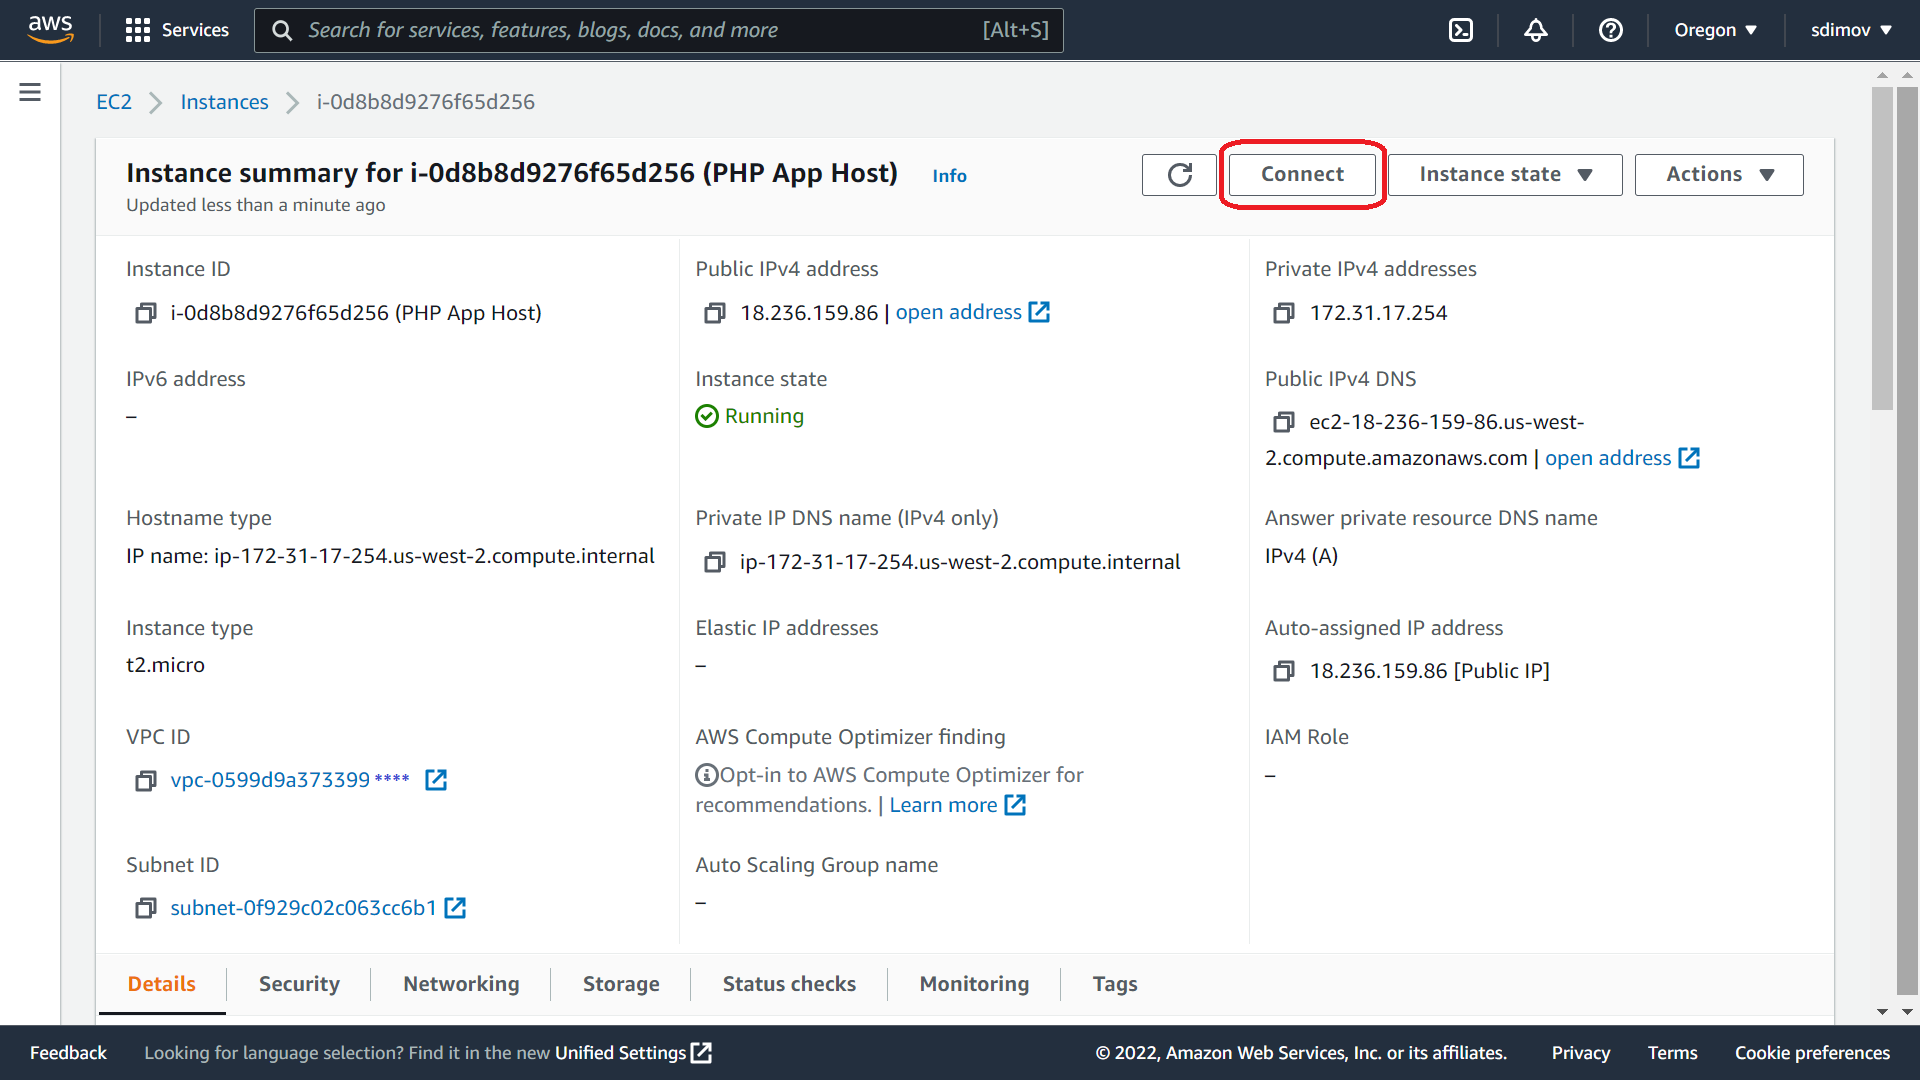 aws
Services
Search for services, features, blogs, docs, and more
[Alt+S]
Oregon ▼
sdimov ▼
EC2 > Instances > i-0d8b8d9276f65d256
Instance summary for i-0d8b8d9276f65d256 (PHP App Host)
Info
Connect
Instance state ▼
Actions ▼
Updated less than a minute ago
Instance ID
i-0d8b8d9276f65d256 (PHP App Host)
Public IPv4 address
18.236.159.86 | open address
Private IPv4 addresses
172.31.17.254
IPv6 address
–
Instance state
Running
Public IPv4 DNS
ec2-18-236-159-86.us-west-
2.compute.amazonaws.com | open address
Hostname type
IP name: ip-172-31-17-254.us-west-2.compute.internal
Private IP DNS name (IPv4 only)
ip-172-31-17-254.us-west-2.compute.internal
Answer private resource DNS name
IPv4 (A)
Instance type
t2.micro
Elastic IP addresses
–
Auto-assigned IP address
18.236.159.86 [Public IP]
VPC ID
vpc-0599d9a373399 ****
AWS Compute Optimizer finding
Opt-in to AWS Compute Optimizer for
recommendations. | Learn more
IAM Role
–
Subnet ID
subnet-0f929c02c063cc6b1
Auto Scaling Group name
–
Details
Security
Networking
Storage
Status checks
Monitoring
Tags
Feedback
Looking for language selection? Find it in the new Unified Settings
© 2022, Amazon Web Services, Inc. or its affiliates.
Privacy
Terms
Cookie preferences